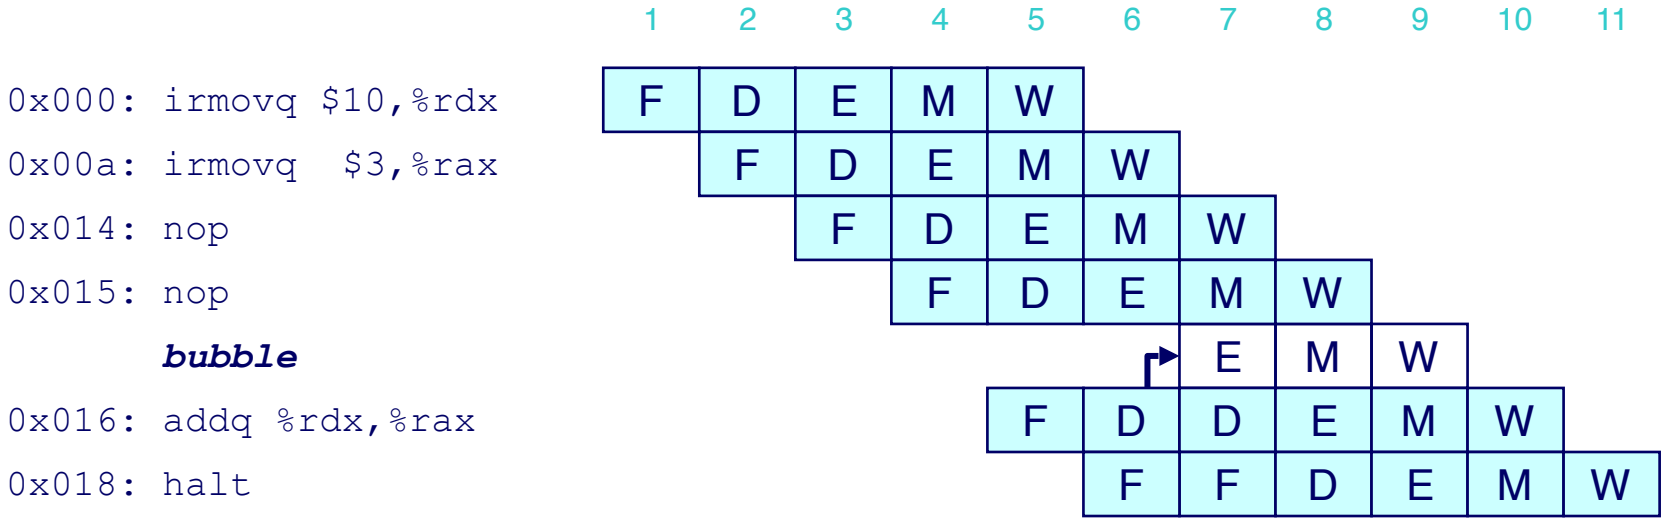 1 2 3 4 5 6 7 8 9 10 11
0x000: irmovq $10,%rdx F D E M W
0x00a: irmovq  $3,%rax F D E M W
0x014: nop F D E M W
0x015: nop F D E M W
bubble E M W
0x016: addq %rdx,%rax F D D E M W
0x018: halt F F D E M W